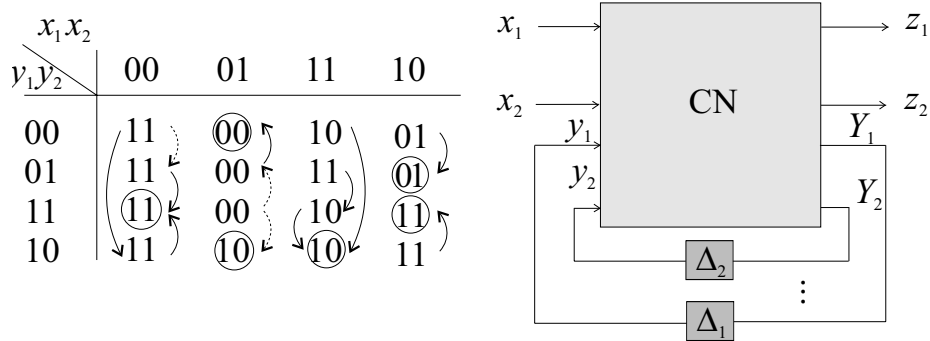 x₁x₂
y₁y₂ 00 01 11 10
00 11 00 10 01
01 11 00 11 01
11 11 00 10 11
10 11 10 10 11
x₁ CN z₁
x₂ z₂
y₁ Y₁
y₂ Y₂
Δ₂
⋮
Δ₁